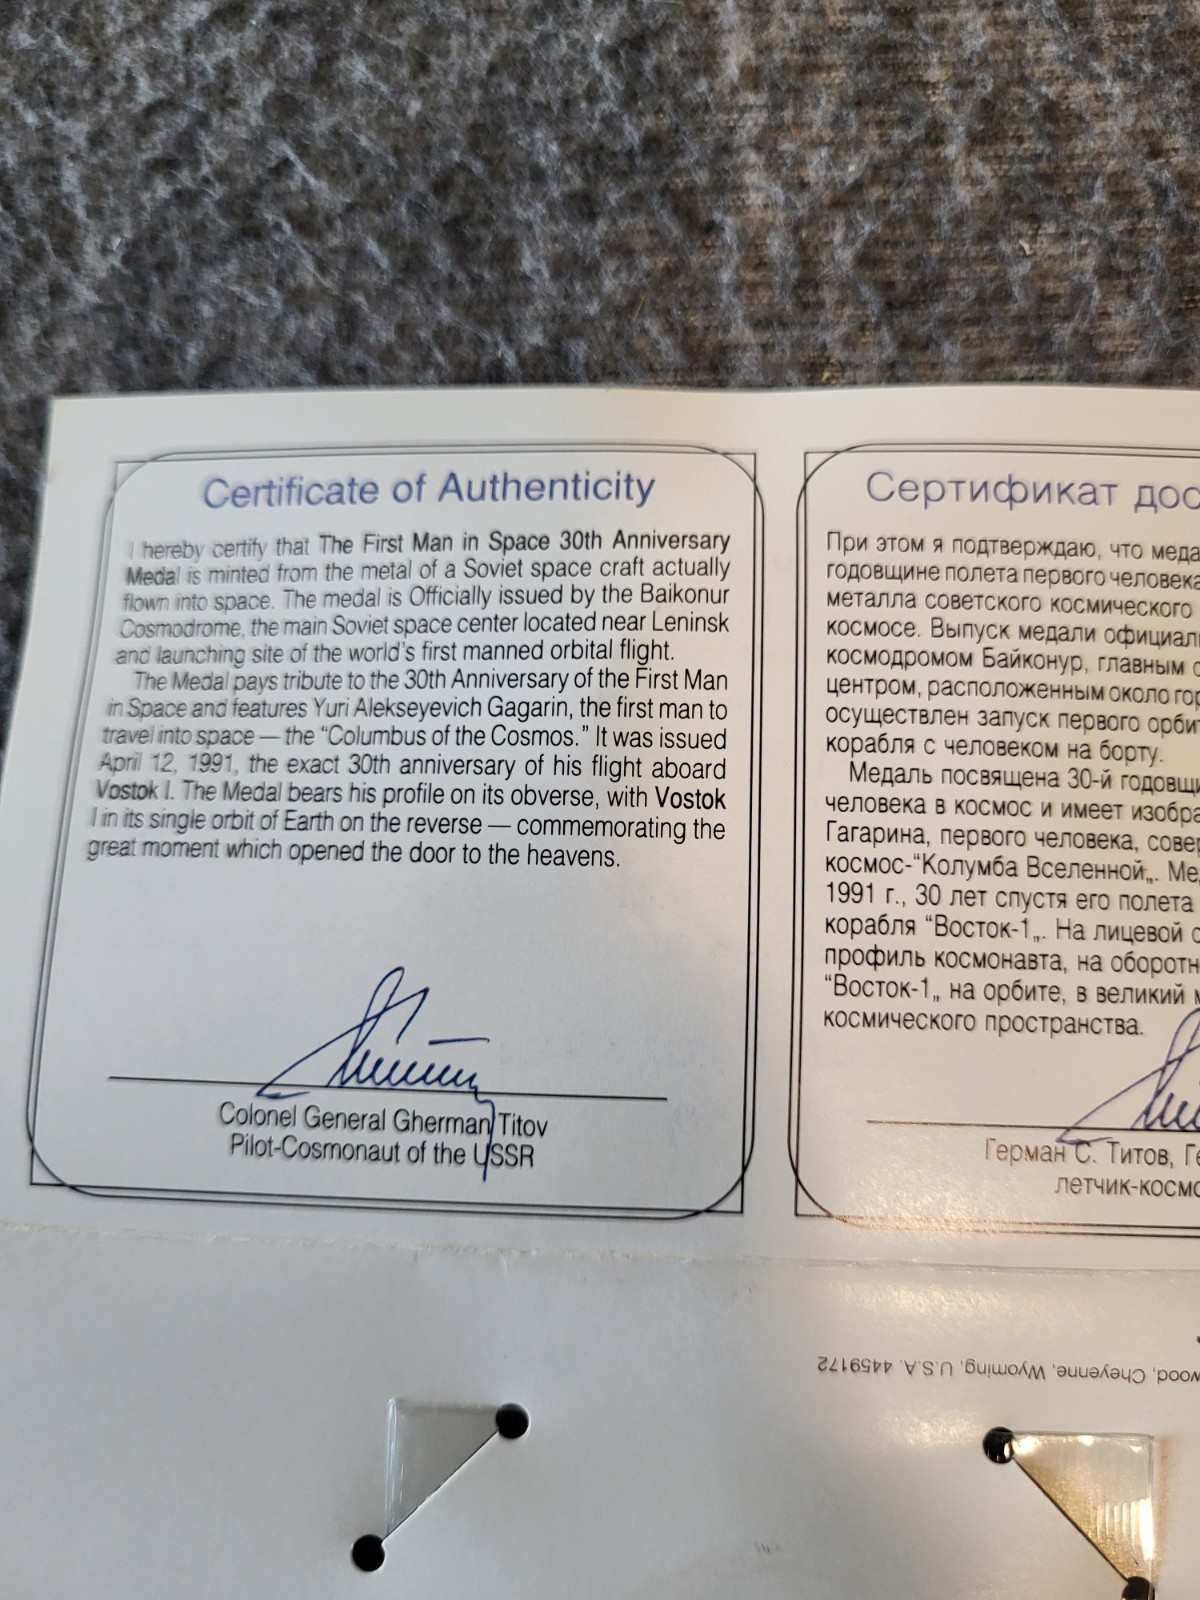 Certificate of Authenticity
I hereby certify that The First Man in Space 30th Anniversary
Medal is minted from the metal of a Soviet space craft actually
flown into space. The medal is Officially issued by the Baikonur
Cosmodrome, the main Soviet space center located near Leninsk
and launching site of the world's first manned orbital flight.
The Medal pays tribute to the 30th Anniversary of the First Man
in Space and features Yuri Alekseyevich Gagarin, the first man to
travel into space — the "Columbus of the Cosmos." It was issued
April 12, 1991, the exact 30th anniversary of his flight aboard
Vostok I. The Medal bears his profile on its obverse, with Vostok
I in its single orbit of Earth on the reverse — commemorating the
great moment which opened the door to the heavens.
Colonel General Gherman Titov
Pilot-Cosmonaut of the USSR
Сертификат дос
При этом я подтверждаю, что меда
годовщине полета первого человека
металла советского космического
космосе. Выпуск медали официаль
космодромом Байконур, главным с
центром, расположенным около гор
осуществлен запуск первого орбит
корабля с человеком на борту.
Медаль посвящена 30-й годовщи
человека в космос и имеет изобра
Гагарина, первого человека, совер
космос-“Колумба Вселенной„. Ме
1991 г., 30 лет спустя его полета
корабля “Восток-1„. На лицевой с
профиль космонавта, на оборотн
“Восток-1„ на орбите, в великий м
космического пространства.
Герман С. Титов, Ге
летчик-космо
wood, Cheyenne, Wyoming, U.S.A. 4459172